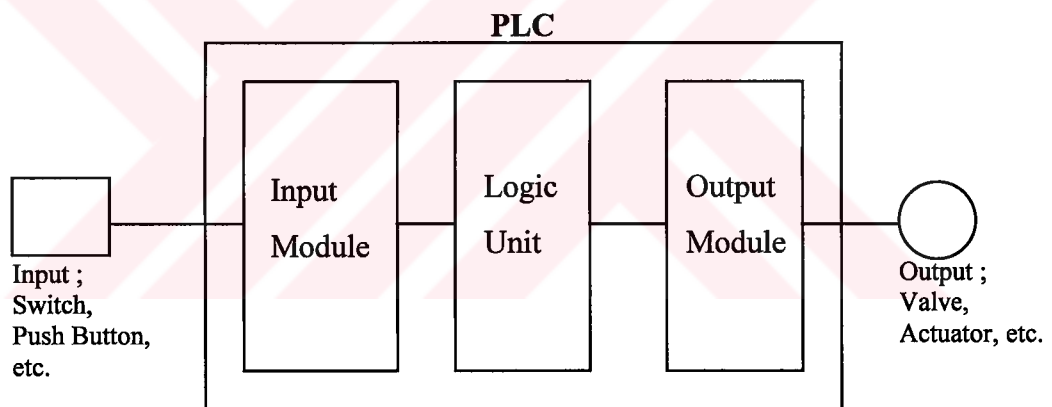 PLC
Input
Module
Logic
Unit
Output
Module
Input ;
Switch,
Push Button,
etc.
Output ;
Valve,
Actuator, etc.